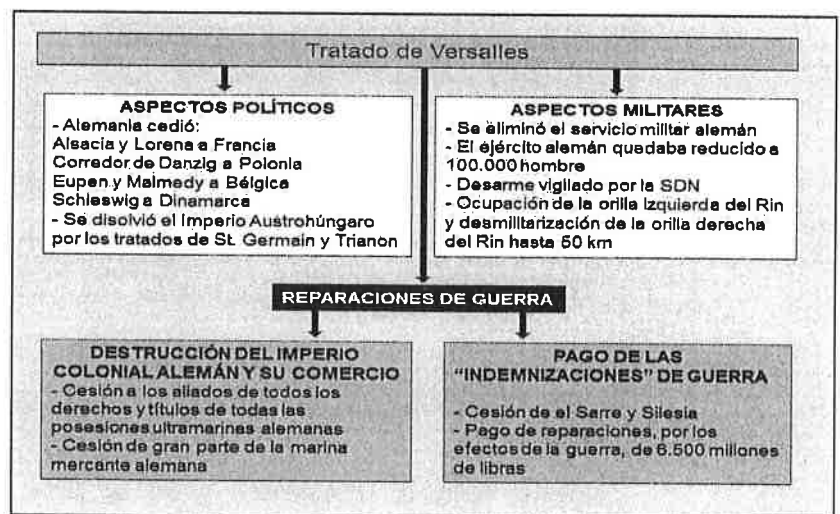 Tratado de Versalles
ASPECTOS POLÍTICOS
- Alemania cedió:
Alsacia y Lorena a Francia
Corredor de Danzig a Polonia
Eupen y Malmedy a Bélgica
Schleswig a Dinamarca
- Se disolvió el Imperio Austrohúngaro
por los tratados de St. Germain y Trianon
ASPECTOS MILITARES
- Se eliminó el servicio militar alemán
- El ejército alemán quedaba reducido a
100.000 hombre
- Desarme vigilado por la SDN
- Ocupación de la orilla izquierda del Rin
y desmilitarización de la orilla derecha
del Rin hasta 50 km
REPARACIONES DE GUERRA
DESTRUCCIÓN DEL IMPERIO
COLONIAL ALEMÁN Y SU COMERCIO
- Cesión a los aliados de todos los
derechos y títulos de todas las
posesiones ultramarinas alemanas
- Cesión de gran parte de la marina
mercante alemana
PAGO DE LAS
"INDEMNIZACIONES" DE GUERRA
- Cesión de el Sarre y Silesia
- Pago de reparaciones, por los
efectos de la guerra, de 6.500 millones
de libras